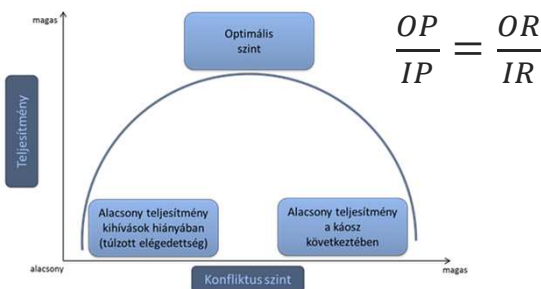 magas
Optimális
szint
OP
IP
=
OR
IR
Teljesítmény
Alacsony teljesítmény
kihívások hiányában
(túlzott elégedettség)
Alacsony teljesítmény
a káosz
következtében
alacsony
Konfliktus szint
magas